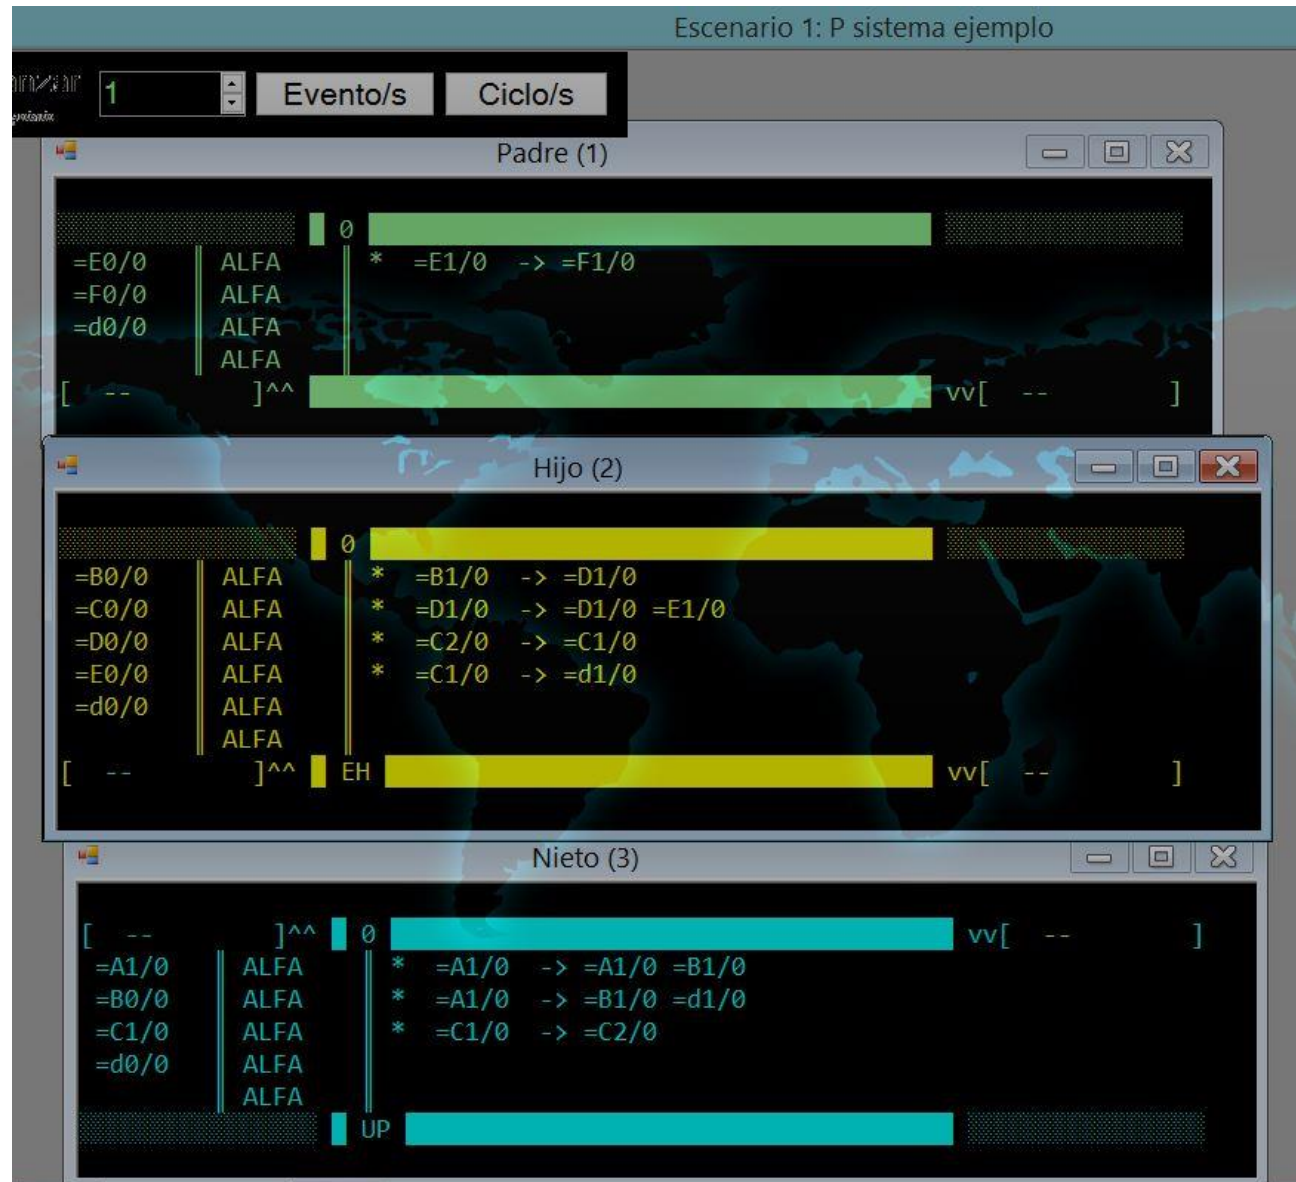 Escenario 1: P sistema ejemplo
1 Evento/s Ciclo/s
Padre (1)
0
=E0/0 ALFA * =E1/0 -> =F1/0
=F0/0 ALFA
=d0/0 ALFA
ALFA
[ -- ]^^ vv[ -- ]
Hijo (2)
0
=B0/0 ALFA * =B1/0 -> =D1/0
=C0/0 ALFA * =D1/0 -> =D1/0 =E1/0
=D0/0 ALFA * =C2/0 -> =C1/0
=E0/0 ALFA * =C1/0 -> =d1/0
=d0/0 ALFA
ALFA
[ -- ]^^ EH vv[ -- ]
Nieto (3)
[ -- ]^^ 0 vv[ -- ]
=A1/0 ALFA * =A1/0 -> =A1/0 =B1/0
=B0/0 ALFA * =A1/0 -> =B1/0 =d1/0
=C1/0 ALFA * =C1/0 -> =C2/0
=d0/0 ALFA
ALFA
UP